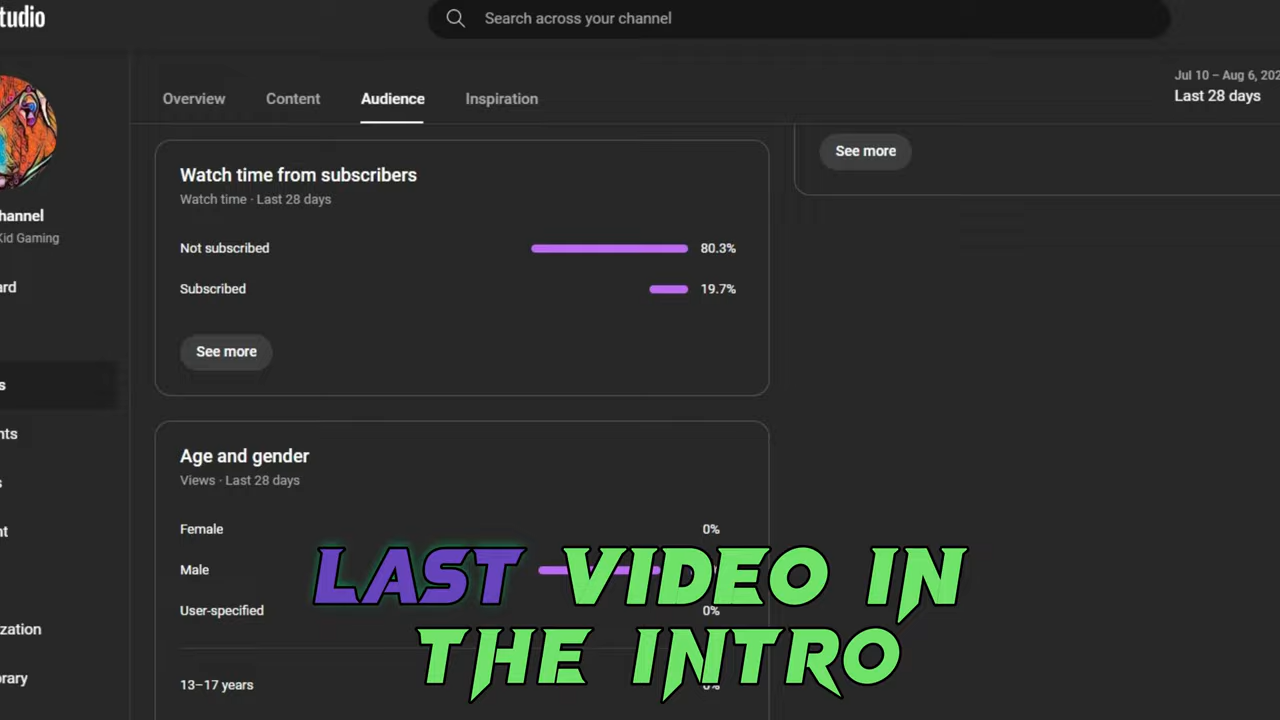 tudio
Search across your channel
Jul 10 – Aug 6, 202
Last 28 days
Overview
Content
Audience
Inspiration
hannel
Kid Gaming
ard
s
nts
s
nt
zation
rary
Watch time from subscribers
Watch time · Last 28 days
Not subscribed 80.3%
Subscribed 19.7%
See more
See more
Age and gender
Views · Last 28 days
Female 0%
Male
User-specified 0%
13–17 years 0%
LAST VIDEO IN
THE INTRO